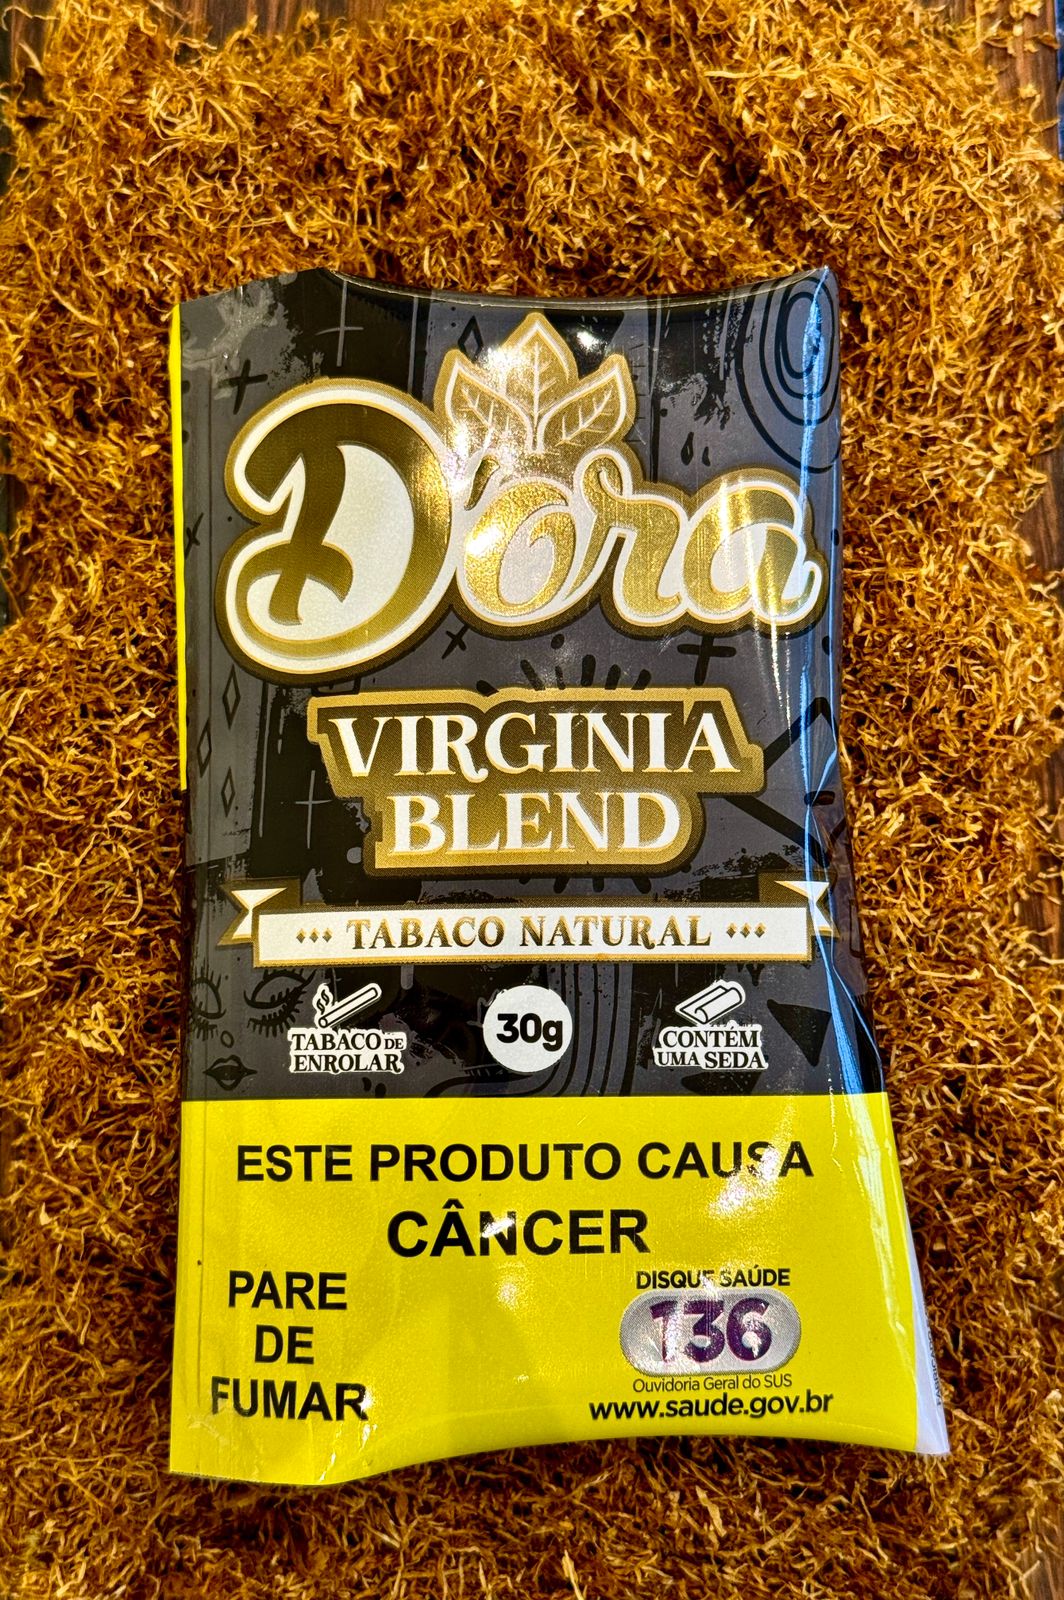 D'ora
VIRGINIA
BLEND
TABACO NATURAL
TABACO DE
ENROLAR
30g
CONTÉM
UMA SEDA
ESTE PRODUTO CAUSA
CÂNCER
PARE
DE
FUMAR
DISQUE SAÚDE
136
Ouvidoria Geral do SUS
www.saude.gov.br